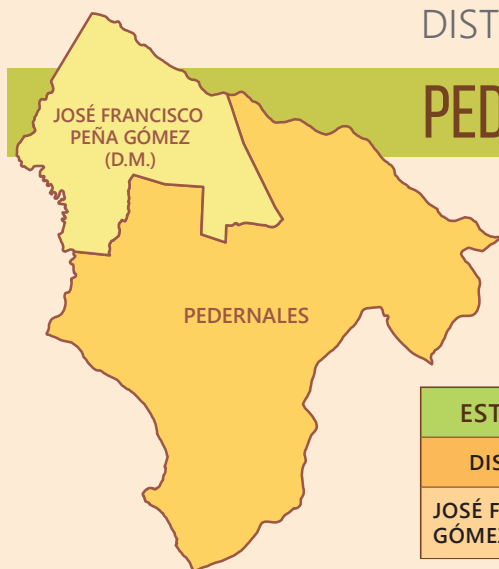 DIST
PED
JOSÉ FRANCISCO
PEÑA GÓMEZ
(D.M.)
PEDERNALES
EST
DIS
JOSÉ F
GÓMEZ